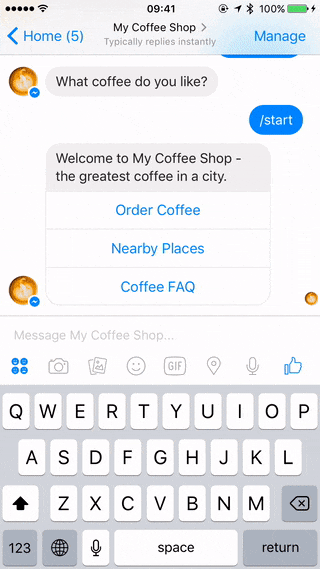 09:41
100%
Home (5)
My Coffee Shop
Typically replies instantly
Manage
What coffee do you like?
/start
Welcome to My Coffee Shop -
the greatest coffee in a city.
Order Coffee
Nearby Places
Coffee FAQ
Message My Coffee Shop...
GIF
Q W E R T Y U I O P
A S D F G H J K L
Z X C V B N M
123 space return